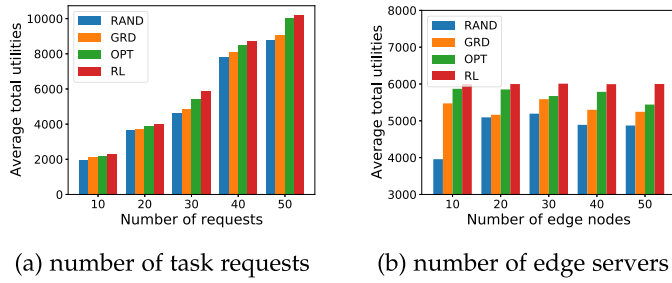 Average total utilities
10000
8000
6000
4000
2000
0
RAND
GRD
OPT
RL
10 20 30 40 50
Number of requests
(a) number of task requests
Average total utilities
8000
7000
6000
5000
4000
3000
RAND
GRD
OPT
RL
10 20 30 40 50
Number of edge nodes
(b) number of edge servers